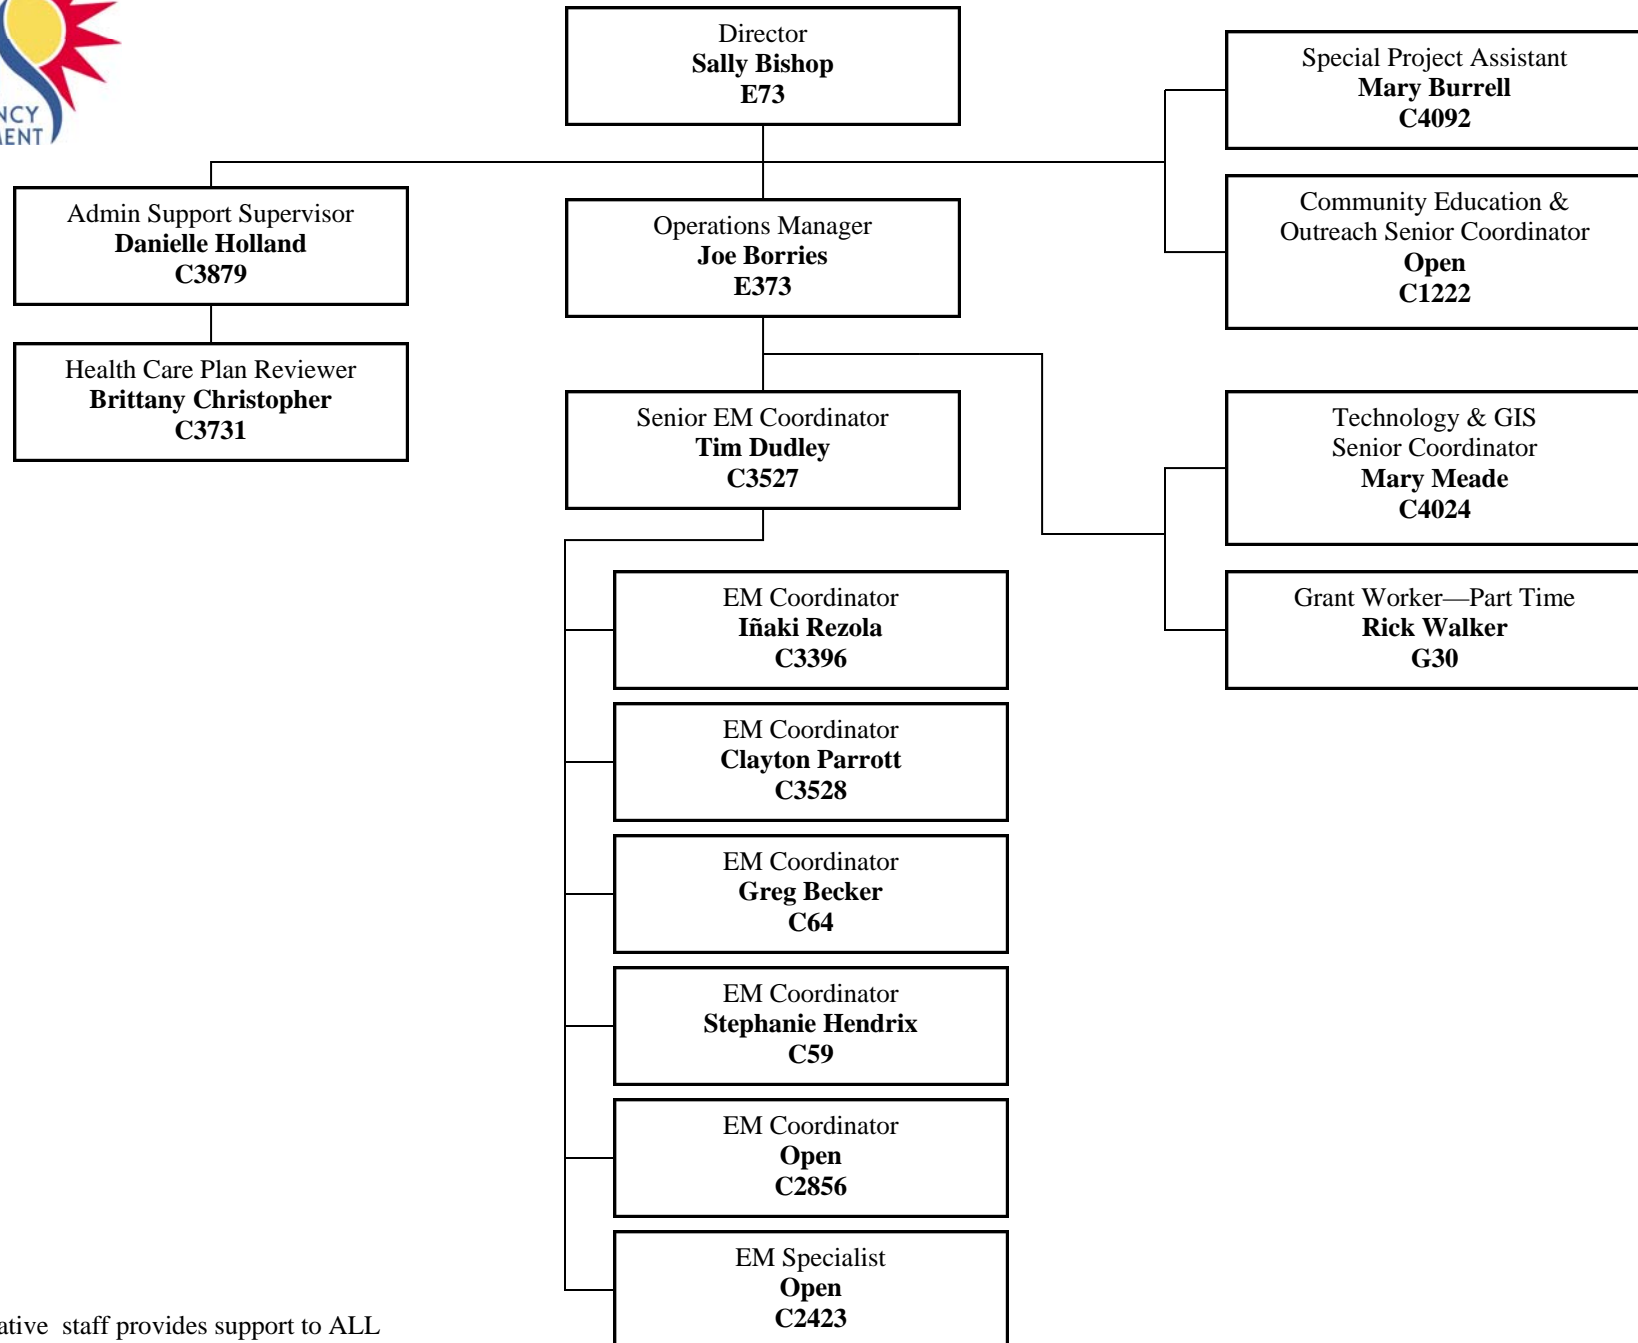 Director
Sally Bishop
E73
Special Project Assistant
Mary Burrell
C4092
Community Education &
Outreach Senior Coordinator
Open
C1222
Admin Support Supervisor
Danielle Holland
C3879
Operations Manager
Joe Borries
E373
Health Care Plan Reviewer
Brittany Christopher
C3731
Senior EM Coordinator
Tim Dudley
C3527
Technology & GIS
Senior Coordinator
Mary Meade
C4024
Grant Worker—Part Time
Rick Walker
G30
EM Coordinator
Iñaki Rezola
C3396
EM Coordinator
Clayton Parrott
C3528
EM Coordinator
Greg Becker
C64
EM Coordinator
Stephanie Hendrix
C59
EM Coordinator
Open
C2856
EM Specialist
Open
C2423
staff provides support to ALL